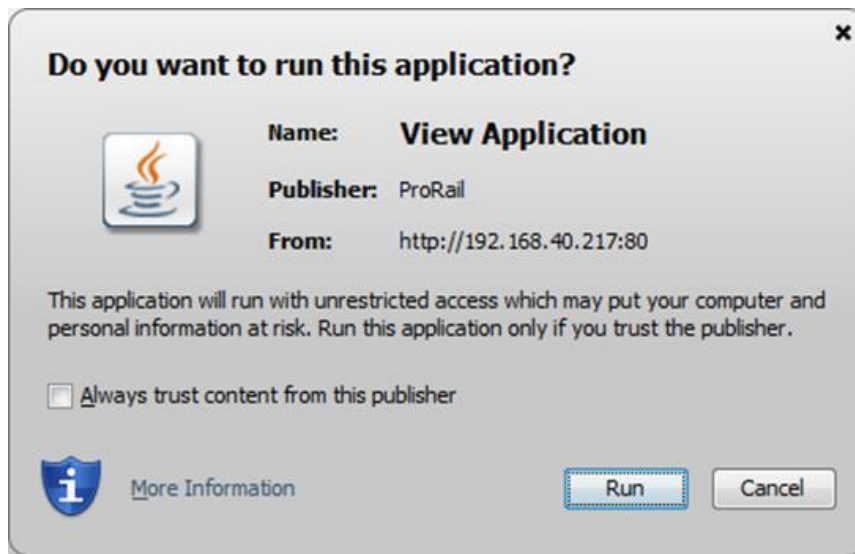 Do you want to run this application?
Name: View Application
Publisher: ProRail
From: http://192.168.40.217:80
This application will run with unrestricted access which may put your computer and
personal information at risk. Run this application only if you trust the publisher.
Always trust content from this publisher
More Information Run Cancel